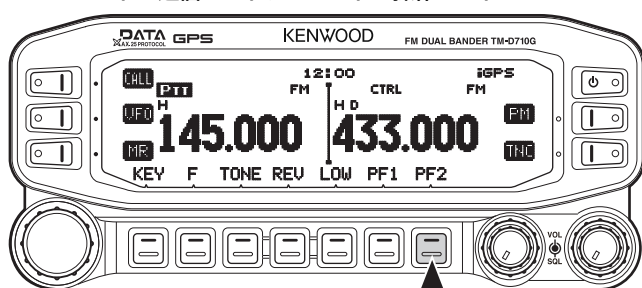 DATA GPS
AX.25 PROTOCOL
KENWOOD
FM DUAL BANDER TM-D710G
CALL
12:00
iGPS
PTT
FM
CTRL
FM
VFO
H
H D
PM
145.000
433.000
MR
TNC
KEY F TONE REV LOW PF1 PF2
VOL
SQL